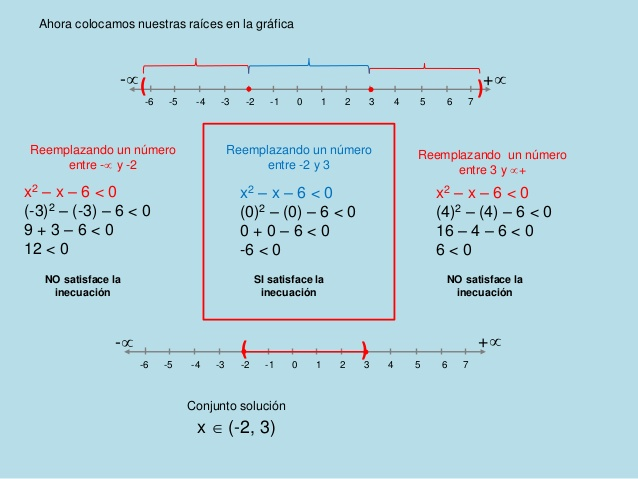 Ahora colocamos nuestras raíces en la gráfica
-∞ ( ) +∞
-6 -5 -4 -3 -2 -1 0 1 2 3 4 5 6 7
Reemplazando un número
entre -∞ y -2
x² – x – 6 < 0
(-3)² – (-3) – 6 < 0
9 + 3 – 6 < 0
12 < 0
NO satisface la
inecuación
Reemplazando un número
entre -2 y 3
x² – x – 6 < 0
(0)² – (0) – 6 < 0
0 + 0 – 6 < 0
-6 < 0
SI satisface la
inecuación
Reemplazando un número
entre 3 y ∞+
x² – x – 6 < 0
(4)² – (4) – 6 < 0
16 – 4 – 6 < 0
6 < 0
NO satisface la
inecuación
-∞ ( ) +∞
-6 -5 -4 -3 -2 -1 0 1 2 3 4 5 6 7
Conjunto solución
x ∈ (-2, 3)